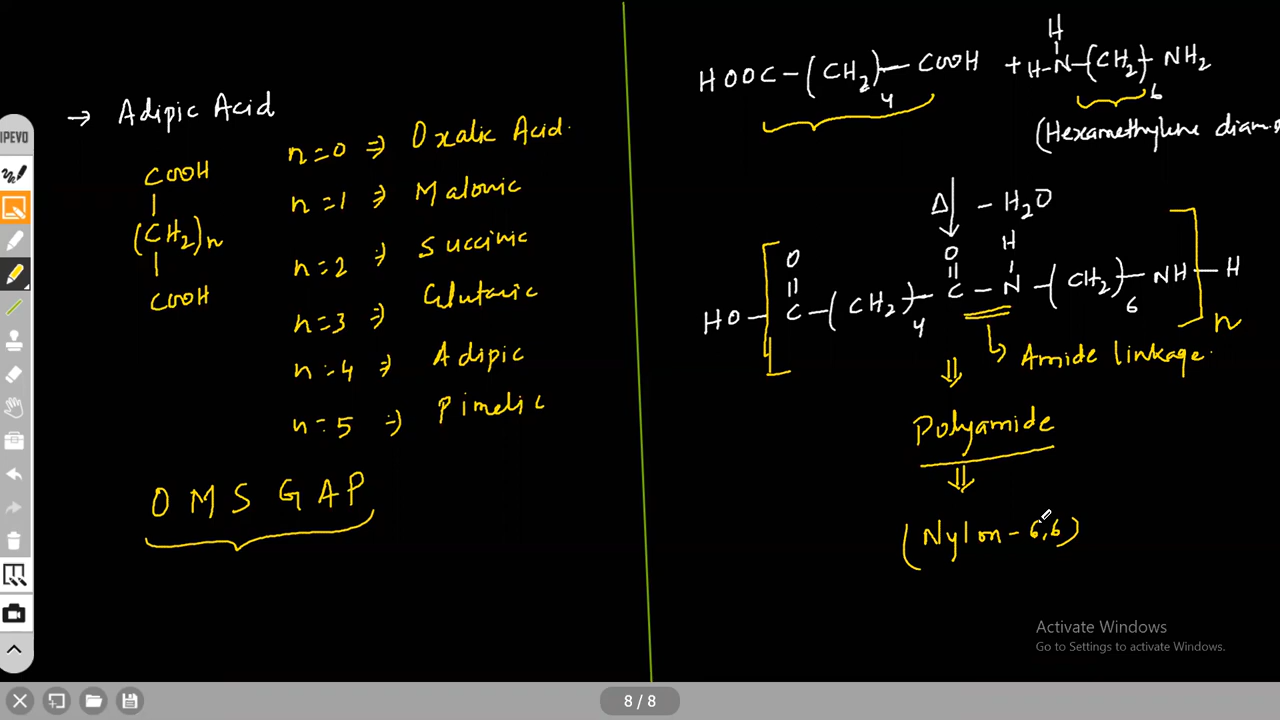 → Adipic Acid
COOH
(CH2)n
COOH
n=0 ⇒ Oxalic Acid.
n=1 ⇒ Malonic
n=2 ⇒ Succinic
n=3 ⇒ Glutaric
n=4 ⇒ Adipic
n=5 ⇒ Pimelic
O M S G A P
HOOC-(CH2)4-COOH + H-N-(CH2)6-NH2
H
(Hexamethylene diam
Δ -H2O
O O H
HO-[C-(CH2)4-C-N-(CH2)6-NH]n-H
Amide linkage.
Polyamide
(Nylon-6,6)
IPEVO
Activate Windows
Go to Settings to activate Windows.
8 / 8